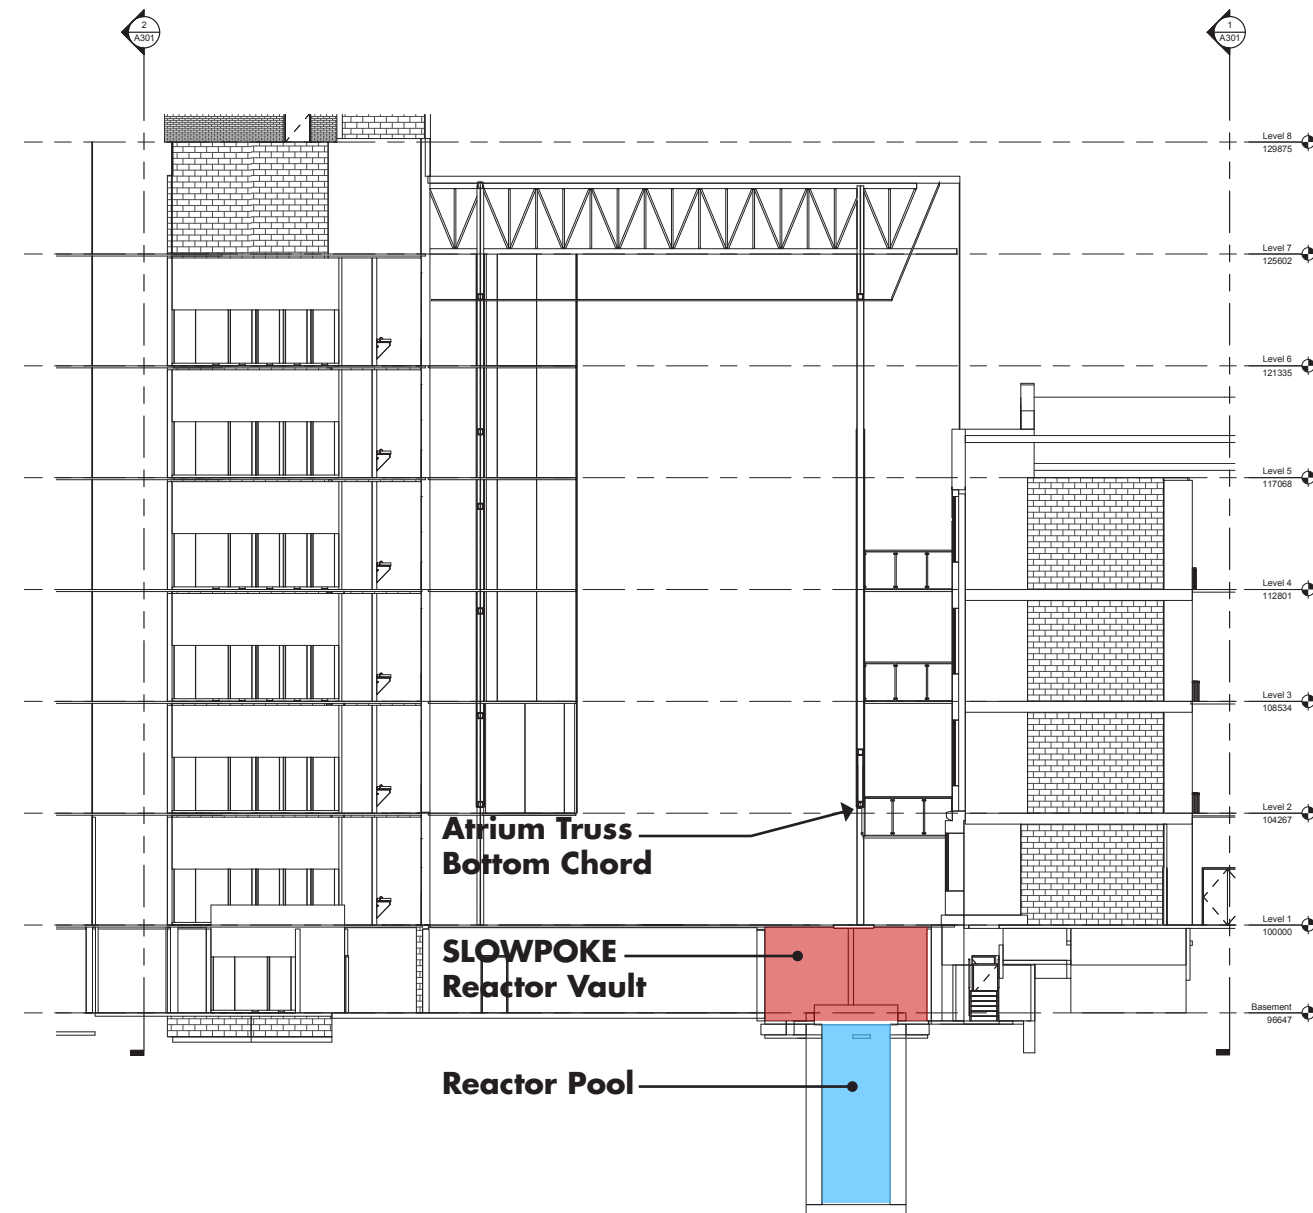 2
A301
1
A301
Level 8
129875
Level 7
125602
Level 6
121335
Level 5
117068
Level 4
112801
Level 3
108534
Level 2
104267
Atrium Truss
Bottom Chord
Level 1
100000
SLOWPOKE
Reactor Vault
Basement
96647
Reactor Pool